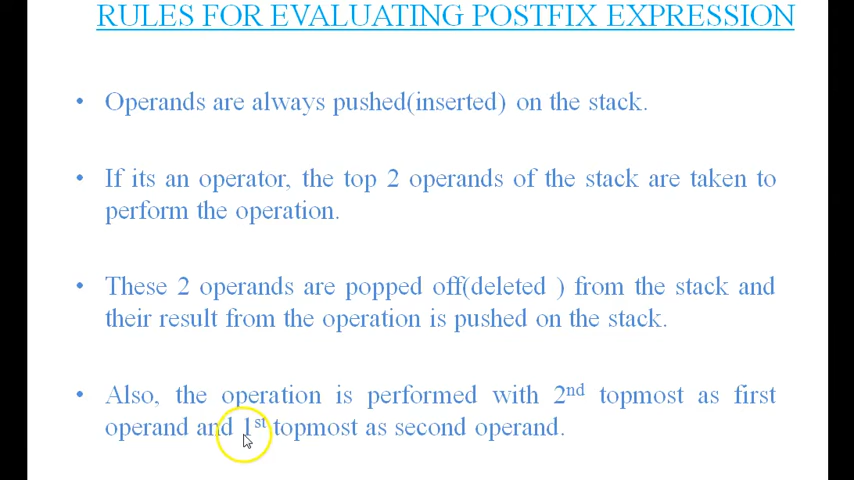 RULES FOR EVALUATING POSTFIX EXPRESSION
• Operands are always pushed(inserted) on the stack.
• If its an operator, the top 2 operands of the stack are taken to
perform the operation.
• These 2 operands are popped off(deleted ) from the stack and
their result from the operation is pushed on the stack.
• Also, the operation is performed with 2nd topmost as first
operand and 1st topmost as second operand.